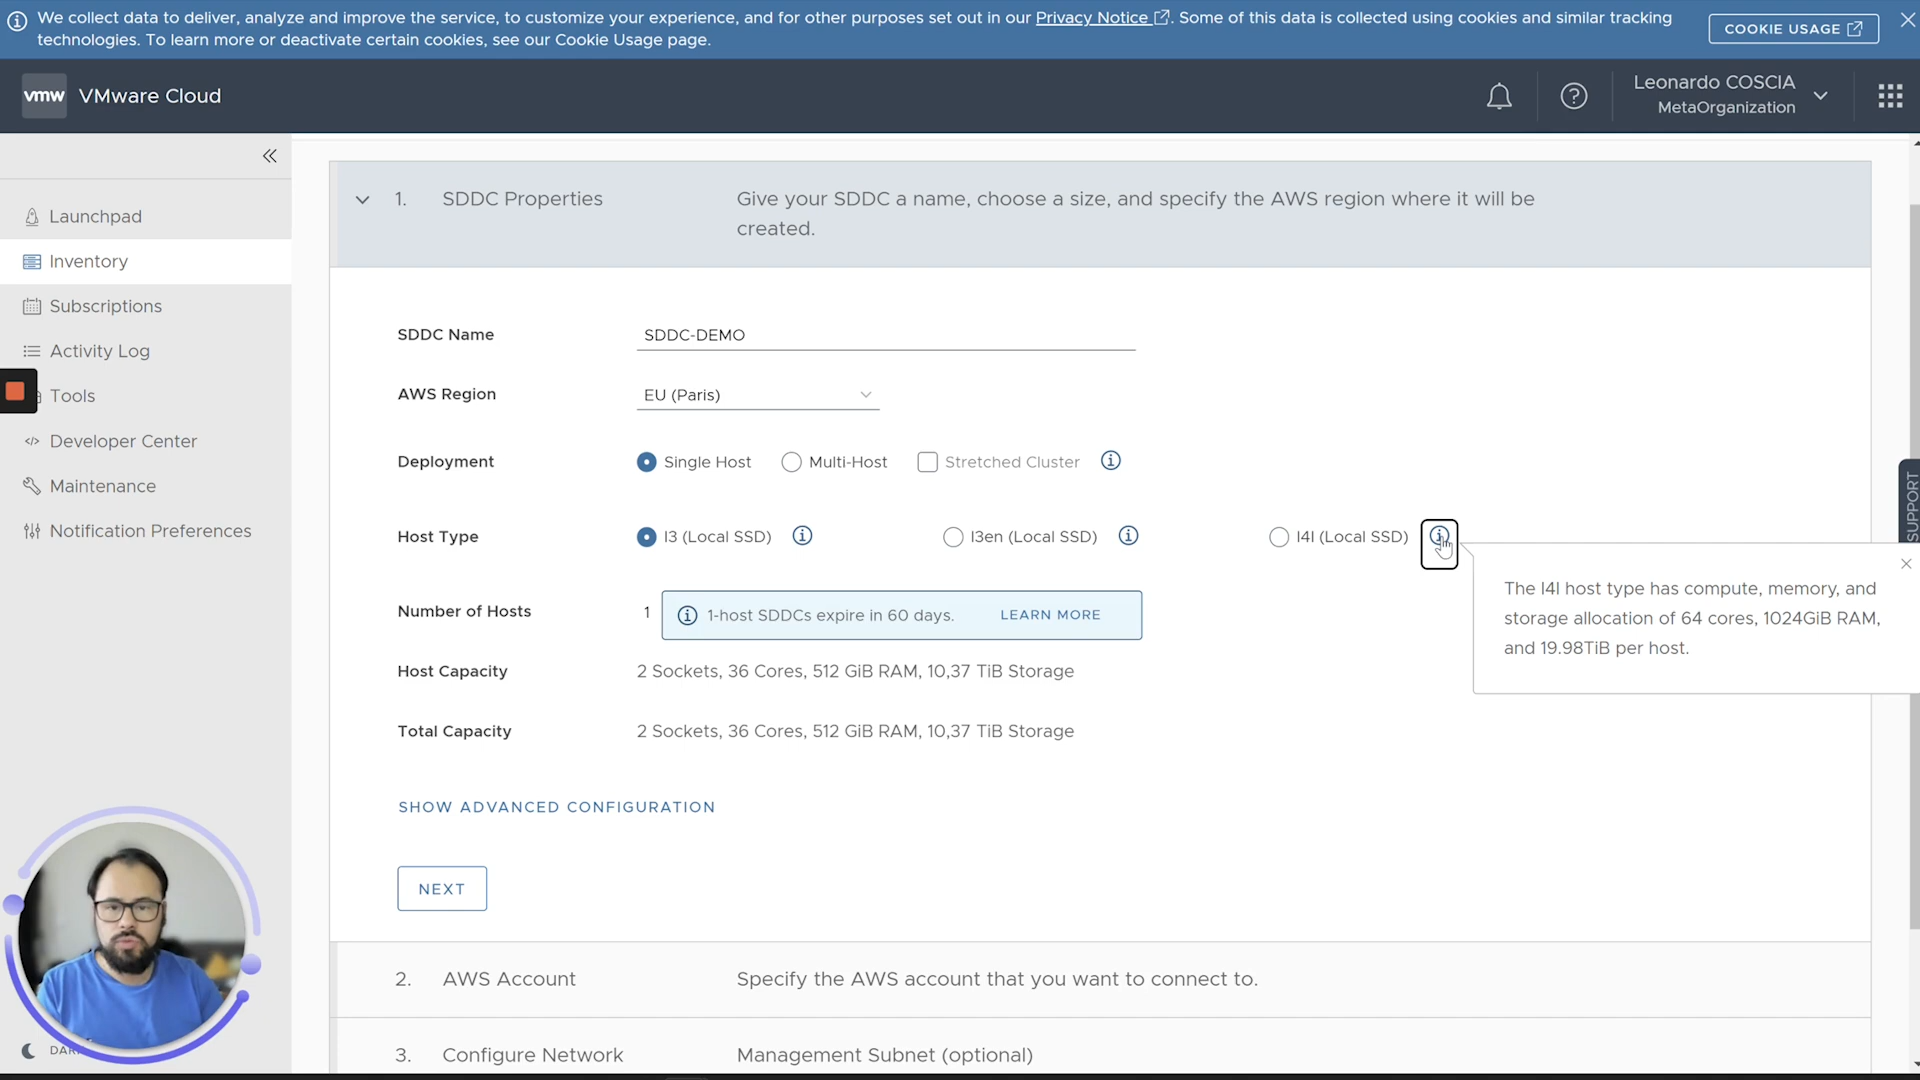 We collect data to deliver, analyze and improve the service, to customize your experience, and for other purposes set out in our Privacy Notice. Some of this data is collected using cookies and similar tracking
technologies. To learn more or deactivate certain cookies, see our Cookie Usage page.
COOKIE USAGE
vmw VMware Cloud
Leonardo COSCIA
MetaOrganization
Launchpad
Inventory
Subscriptions
Activity Log
Tools
Developer Center
Maintenance
Notification Preferences
1. SDDC Properties Give your SDDC a name, choose a size, and specify the AWS region where it will be
created.
SDDC Name SDDC-DEMO
AWS Region EU (Paris)
Deployment Single Host Multi-Host Stretched Cluster
Host Type I3 (Local SSD) I3en (Local SSD) I4I (Local SSD)
SUPPORT
The I4I host type has compute, memory, and
storage allocation of 64 cores, 1024GiB RAM,
and 19.98TiB per host.
Number of Hosts 1 1-host SDDCs expire in 60 days. LEARN MORE
Host Capacity 2 Sockets, 36 Cores, 512 GiB RAM, 10,37 TiB Storage
Total Capacity 2 Sockets, 36 Cores, 512 GiB RAM, 10,37 TiB Storage
SHOW ADVANCED CONFIGURATION
NEXT
2. AWS Account Specify the AWS account that you want to connect to.
3. Configure Network Management Subnet (optional)